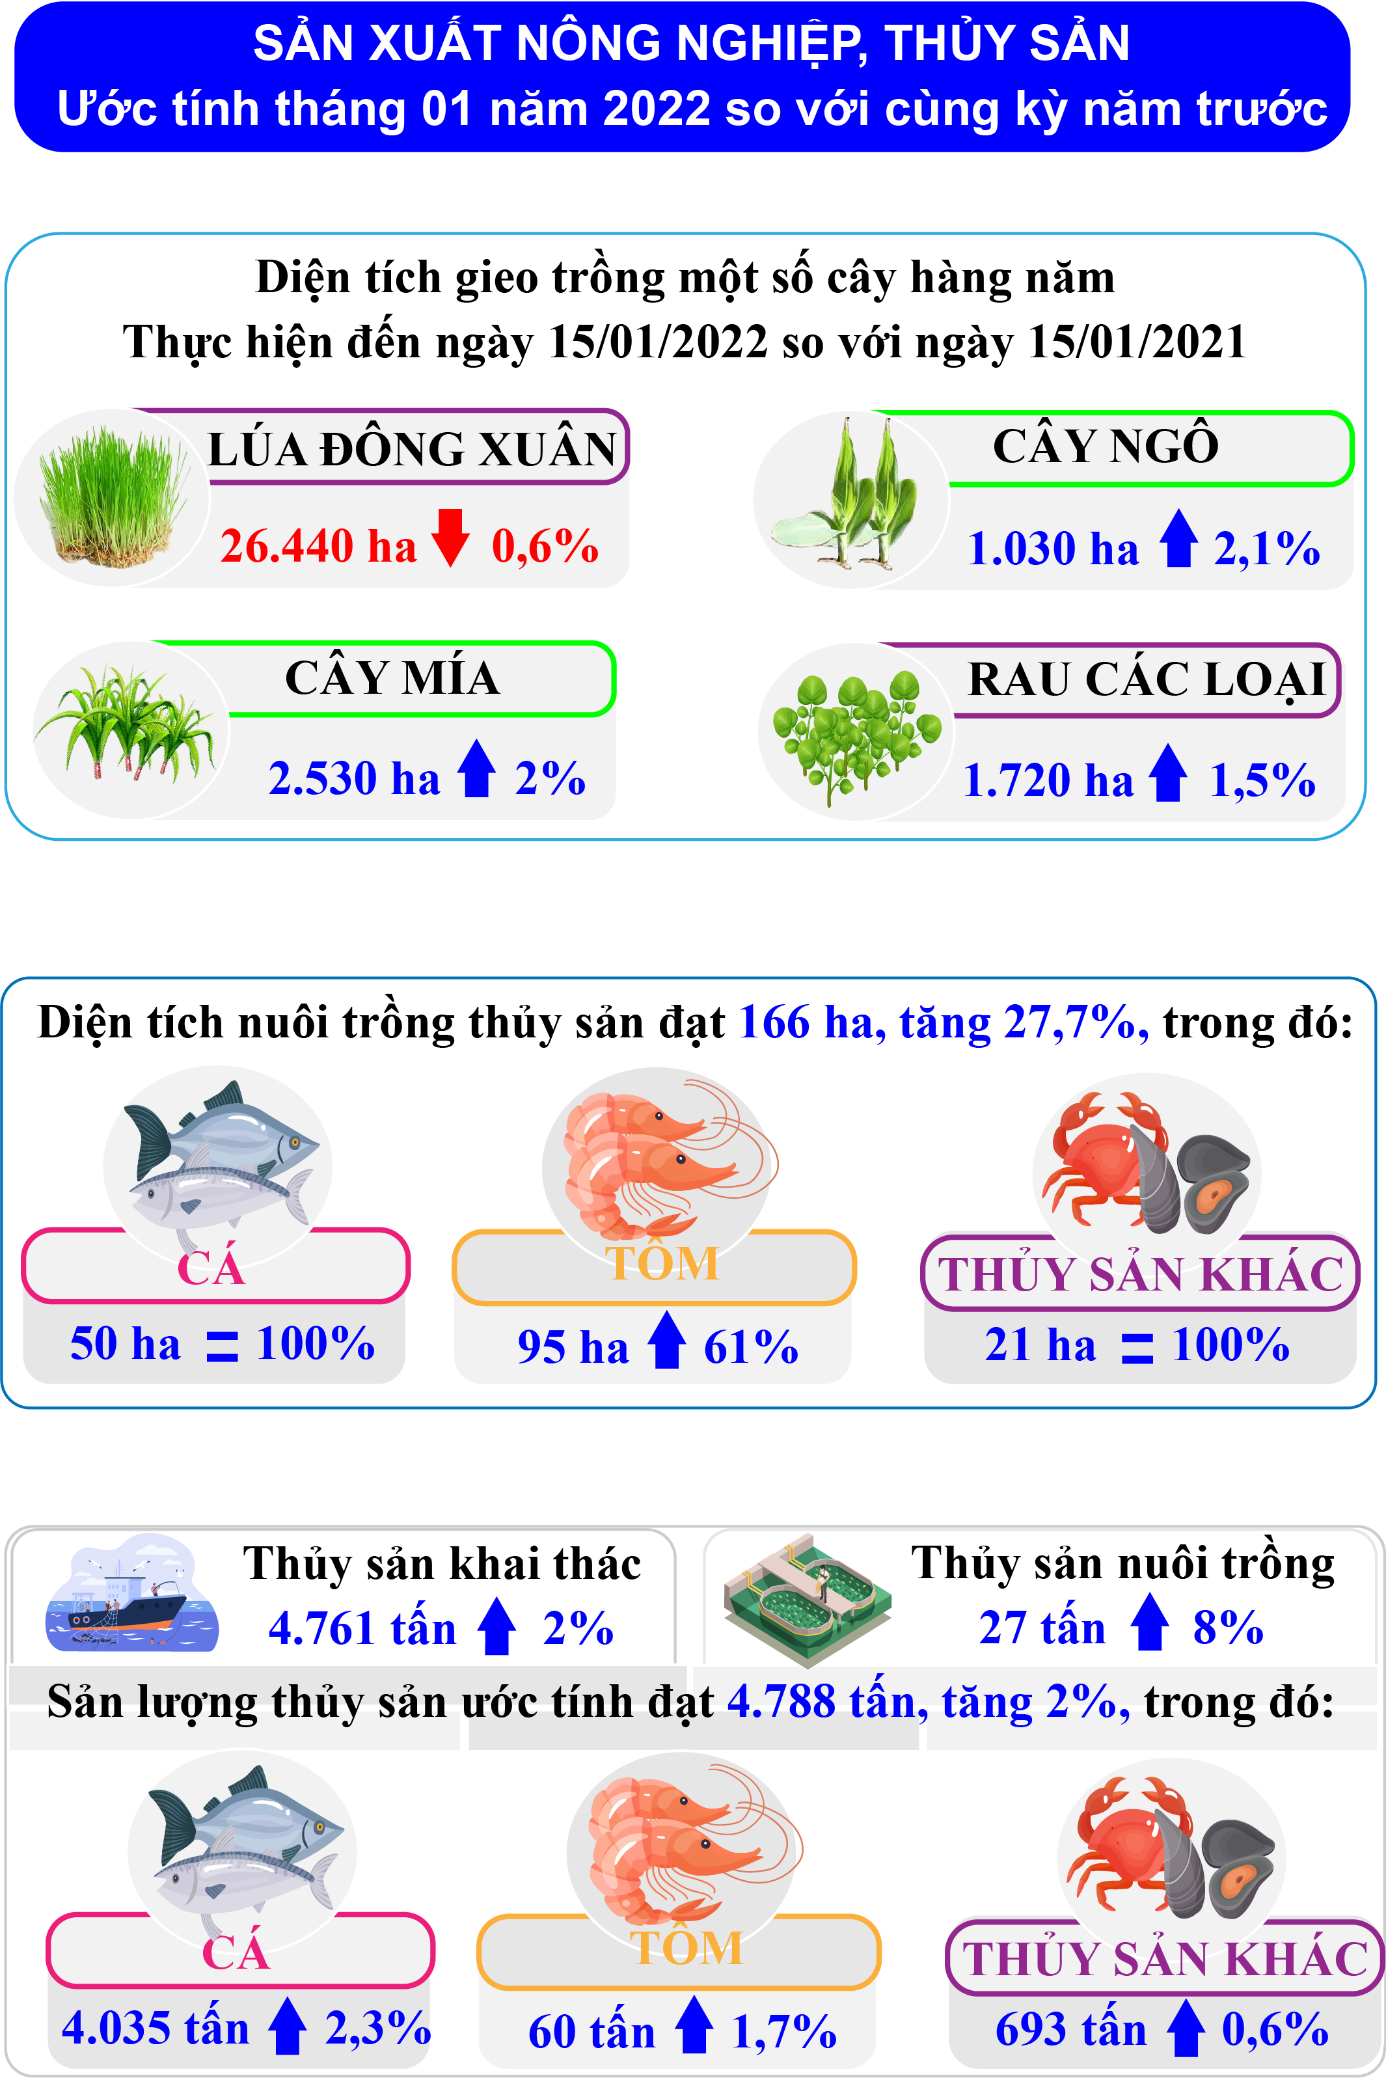 SẢN XUẤT NÔNG NGHIỆP, THỦY SẢN
Ước tính tháng 01 năm 2022 so với cùng kỳ năm trước
Diện tích gieo trồng một số cây hàng năm
Thực hiện đến ngày 15/01/2022 so với ngày 15/01/2021
LÚA ĐÔNG XUÂN
26.440 ha 0,6%
CÂY NGÔ
1.030 ha 2,1%
CÂY MÍA
2.530 ha 2%
RAU CÁC LOẠI
1.720 ha 1,5%
Diện tích nuôi trồng thủy sản đạt 166 ha, tăng 27,7%, trong đó:
CÁ
50 ha = 100%
TÔM
95 ha 61%
THỦY SẢN KHÁC
21 ha = 100%
Thủy sản khai thác
4.761 tấn 2%
Thủy sản nuôi trồng
27 tấn 8%
Sản lượng thủy sản ước tính đạt 4.788 tấn, tăng 2%, trong đó:
CÁ
4.035 tấn 2,3%
TÔM
60 tấn 1,7%
THỦY SẢN KHÁC
693 tấn 0,6%